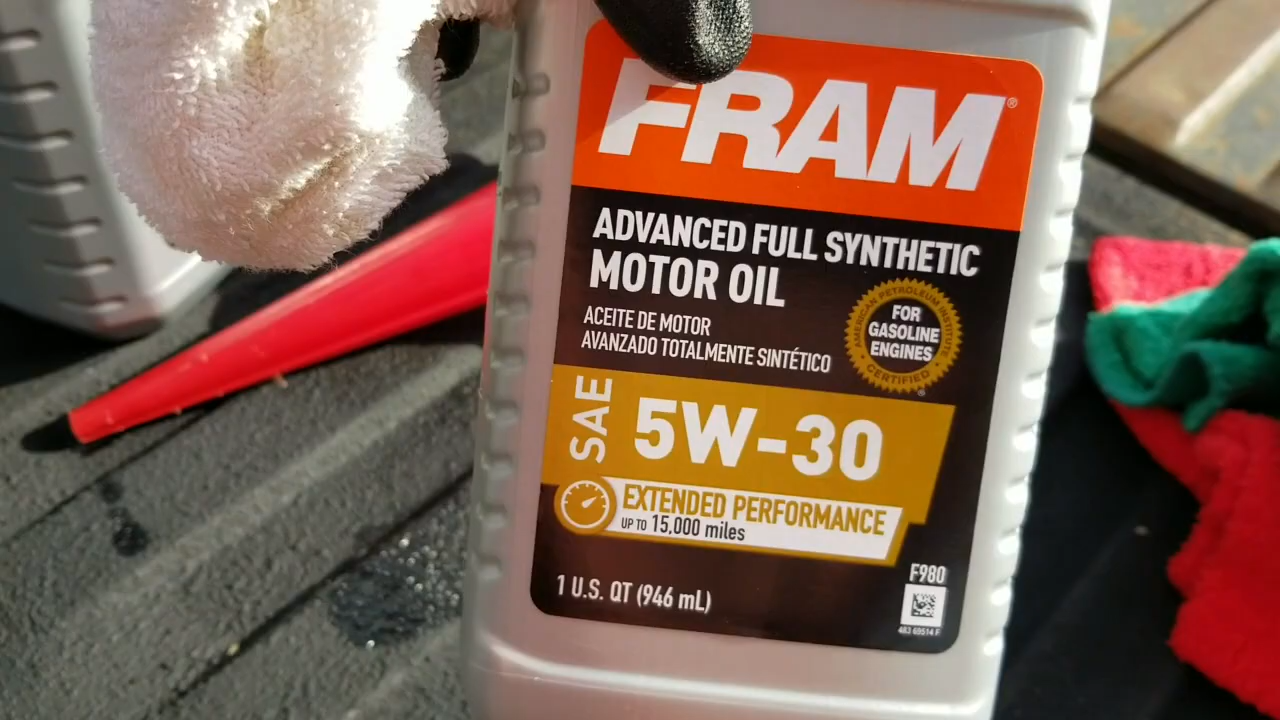 FRAM®
ADVANCED FULL SYNTHETIC
MOTOR OIL
ACEITE DE MOTOR
AVANZADO TOTALMENTE SINTÉTICO
AMERICAN PETROLEUM INSTITUTE
FOR
GASOLINE
ENGINES
CERTIFIED
SAE 5W-30
EXTENDED PERFORMANCE
UP TO 15,000 miles
F980
1 U.S. QT (946 mL)